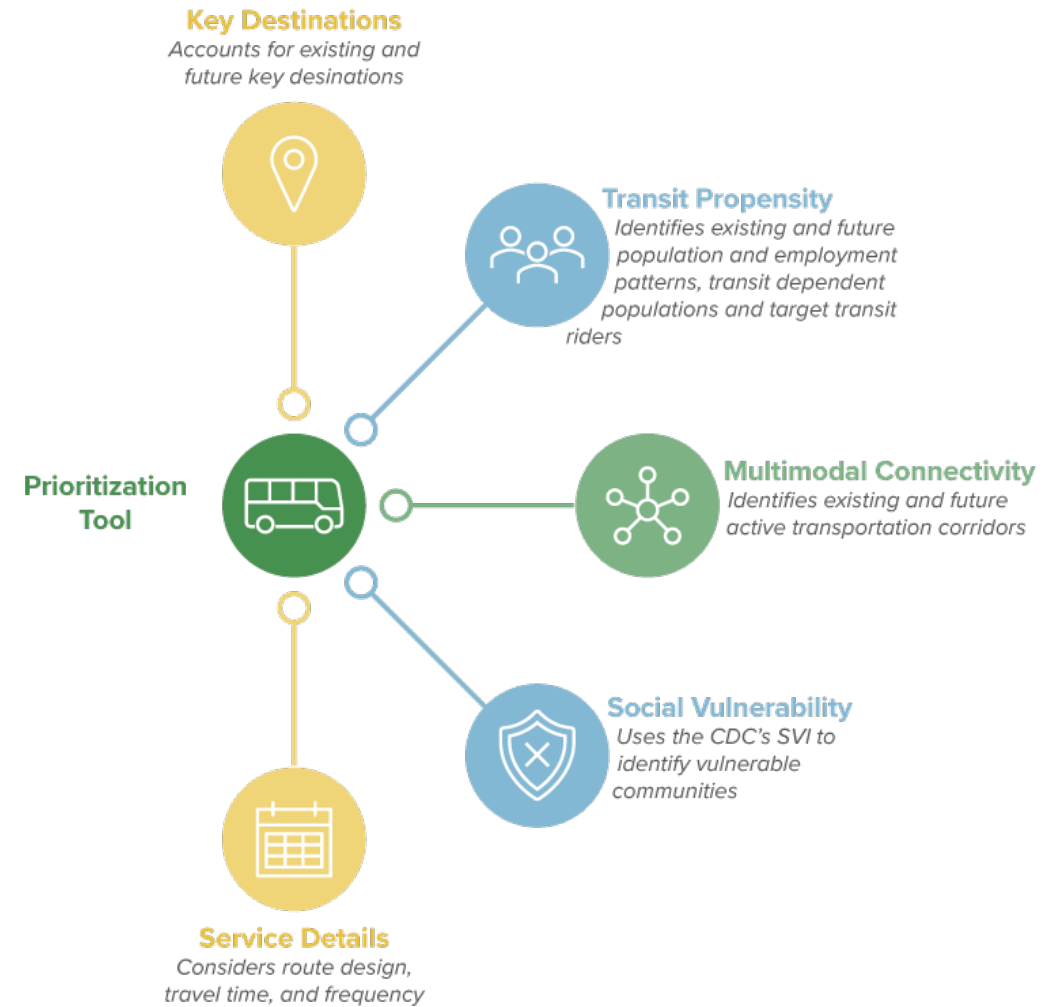 Key Destinations
Accounts for existing and
future key desinations
Transit Propensity
Identifies existing and future
population and employment
patterns, transit dependent
populations and target transit
riders
Prioritization
Tool
Multimodal Connectivity
Identifies existing and future
active transportation corridors
Social Vulnerability
Uses the CDC's SVI to
identify vulnerable
communities
Service Details
Considers route design,
travel time, and frequency